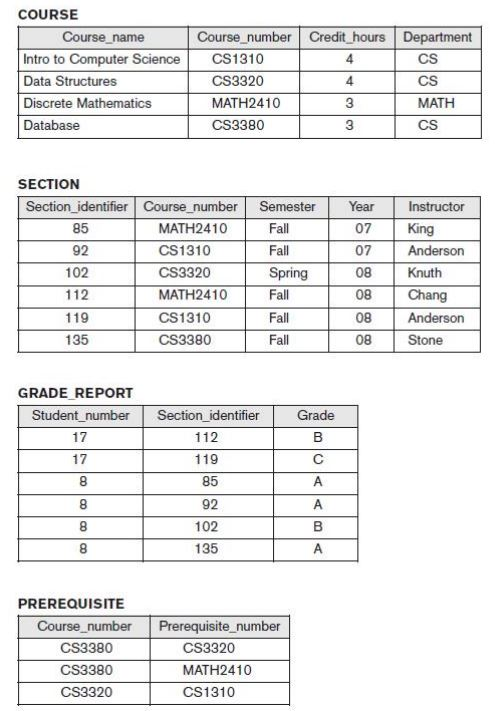 COURSE
Course_name Course_number Credit_hours Department
Intro to Computer Science CS1310 4 CS
Data Structures CS3320 4 CS
Discrete Mathematics MATH2410 3 MATH
Database CS3380 3 CS
SECTION
Section_identifier Course_number Semester Year Instructor
85 MATH2410 Fall 07 King
92 CS1310 Fall 07 Anderson
102 CS3320 Spring 08 Knuth
112 MATH2410 Fall 08 Chang
119 CS1310 Fall 08 Anderson
135 CS3380 Fall 08 Stone
GRADE_REPORT
Student_number Section_identifier Grade
17 112 B
17 119 C
8 85 A
8 92 A
8 102 B
8 135 A
PREREQUISITE
Course_number Prerequisite_number
CS3380 CS3320
CS3380 MATH2410
CS3320 CS1310